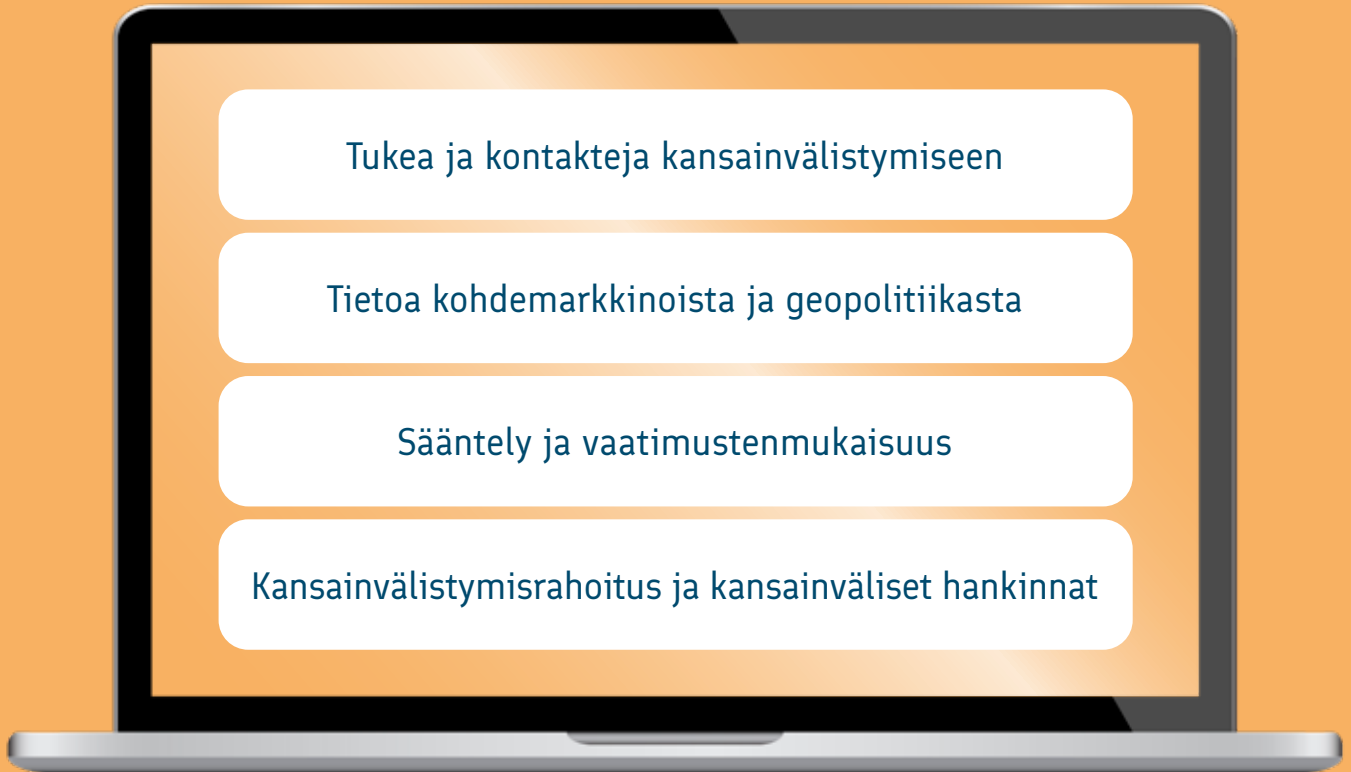 Tukea ja kontakteja kansainvälistymiseen
Tietoa kohdemarkkinoista ja geopolitiikasta
Sääntely ja vaatimustenmukaisuus
Kansainvälistymisrahoitus ja kansainväliset hankinnat